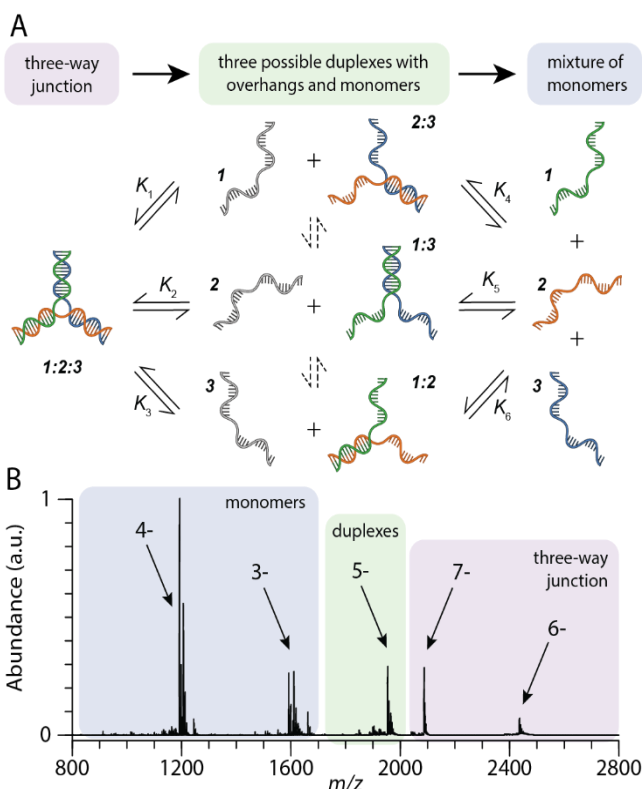 A
three-way
junction
three possible duplexes with
overhangs and monomers
mixture of
monomers
2:3
1
+
1
K1
K4
+
1:3
K2
2
+
K5
2
+
1:2:3
1:2
K3
3
+
K6
3
B
Abundance (a.u.)
1
0
monomers
duplexes
three-way
junction
4-
3-
5-
7-
6-
800
1200
1600
2000
2400
2800
m/z